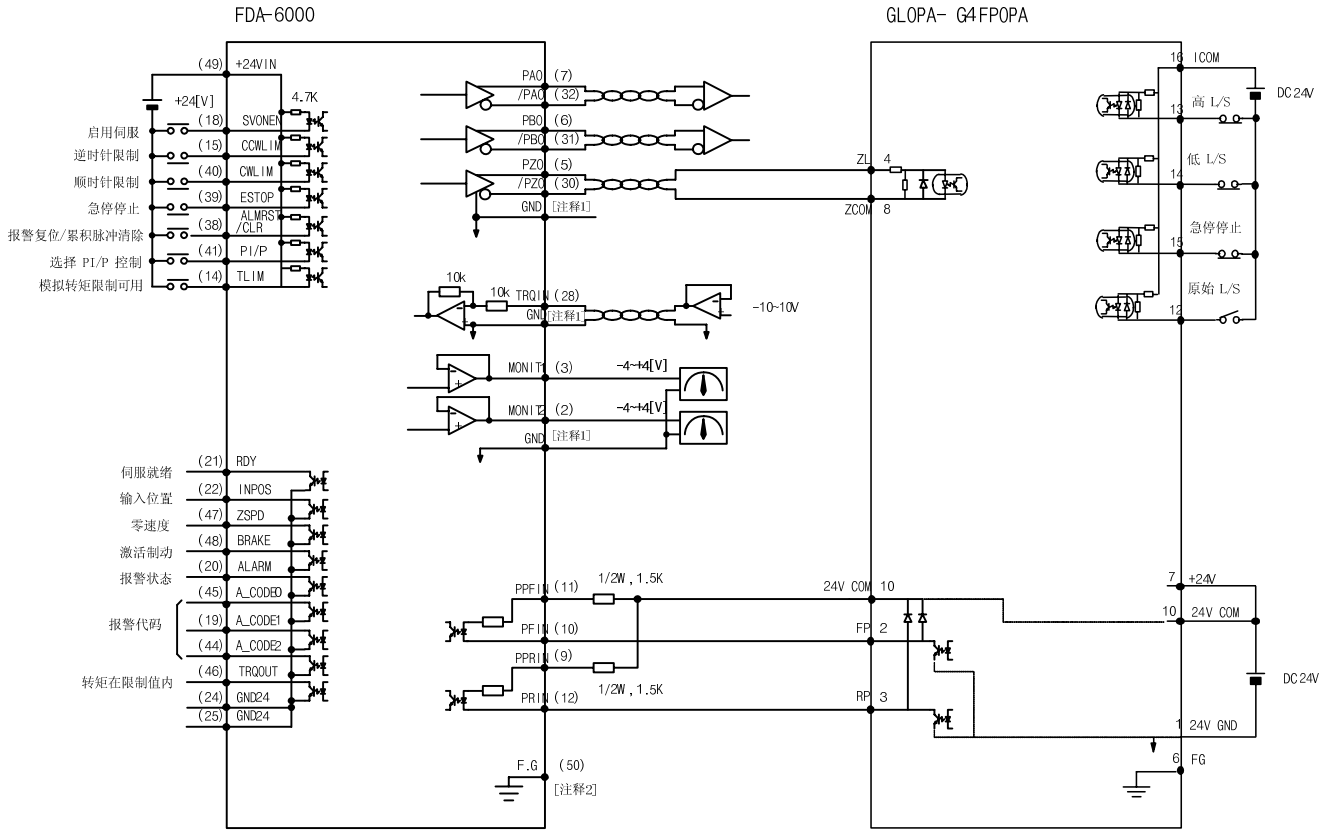 FDA-6000
GLOPA- G4FPOPA
(49) +24VIN
+24[V]
4.7K
启用伺服 (18) SVONEN
逆时针限制 (15) CCWLIM
顺时针限制 (40) CWLIM
急停停止 (39) ESTOP
报警复位/累积脉冲清除 (38) ALMRST
/CLR
选择 PI/P 控制 (41) PI/P
模拟转矩限制可用 (14) TLIM
PAO (7)
/PAO (32)
PBO (6)
/PBO (31)
PZO (5)
/PZO (30)
GND [注释1]
10k
10k TRQIN (28)
GND [注释1]
-10~10V
MONIT1 (3) -4~+4[V]
MONIT2 (2) -4~+4[V]
GND [注释1]
ZL 4
ZCOM 8
16 ICOM
DC24V
高 L/S
13
低 L/S
14
急停停止
15
原始 L/S
12
伺服就绪 (21) RDY
输入位置 (22) INPOS
零速度 (47) ZSPD
激活制动 (48) BRAKE
报警状态 (20) ALARM
(45) A_CODE0
报警代码 (19) A_CODE1
(44) A_CODE2
转矩在限制值内 (46) TRQOUT
(24) GND24
(25) GND24
PPFIN (11) 1/2W,1.5K
PFIN (10)
PPRIN (9)
1/2W,1.5K
PRIN (12)
F.G (50)
[注释2]
24V COM 10
FP 2
RP 3
7 +24V
10 24V COM
DC24V
1 24V GND
6 FG